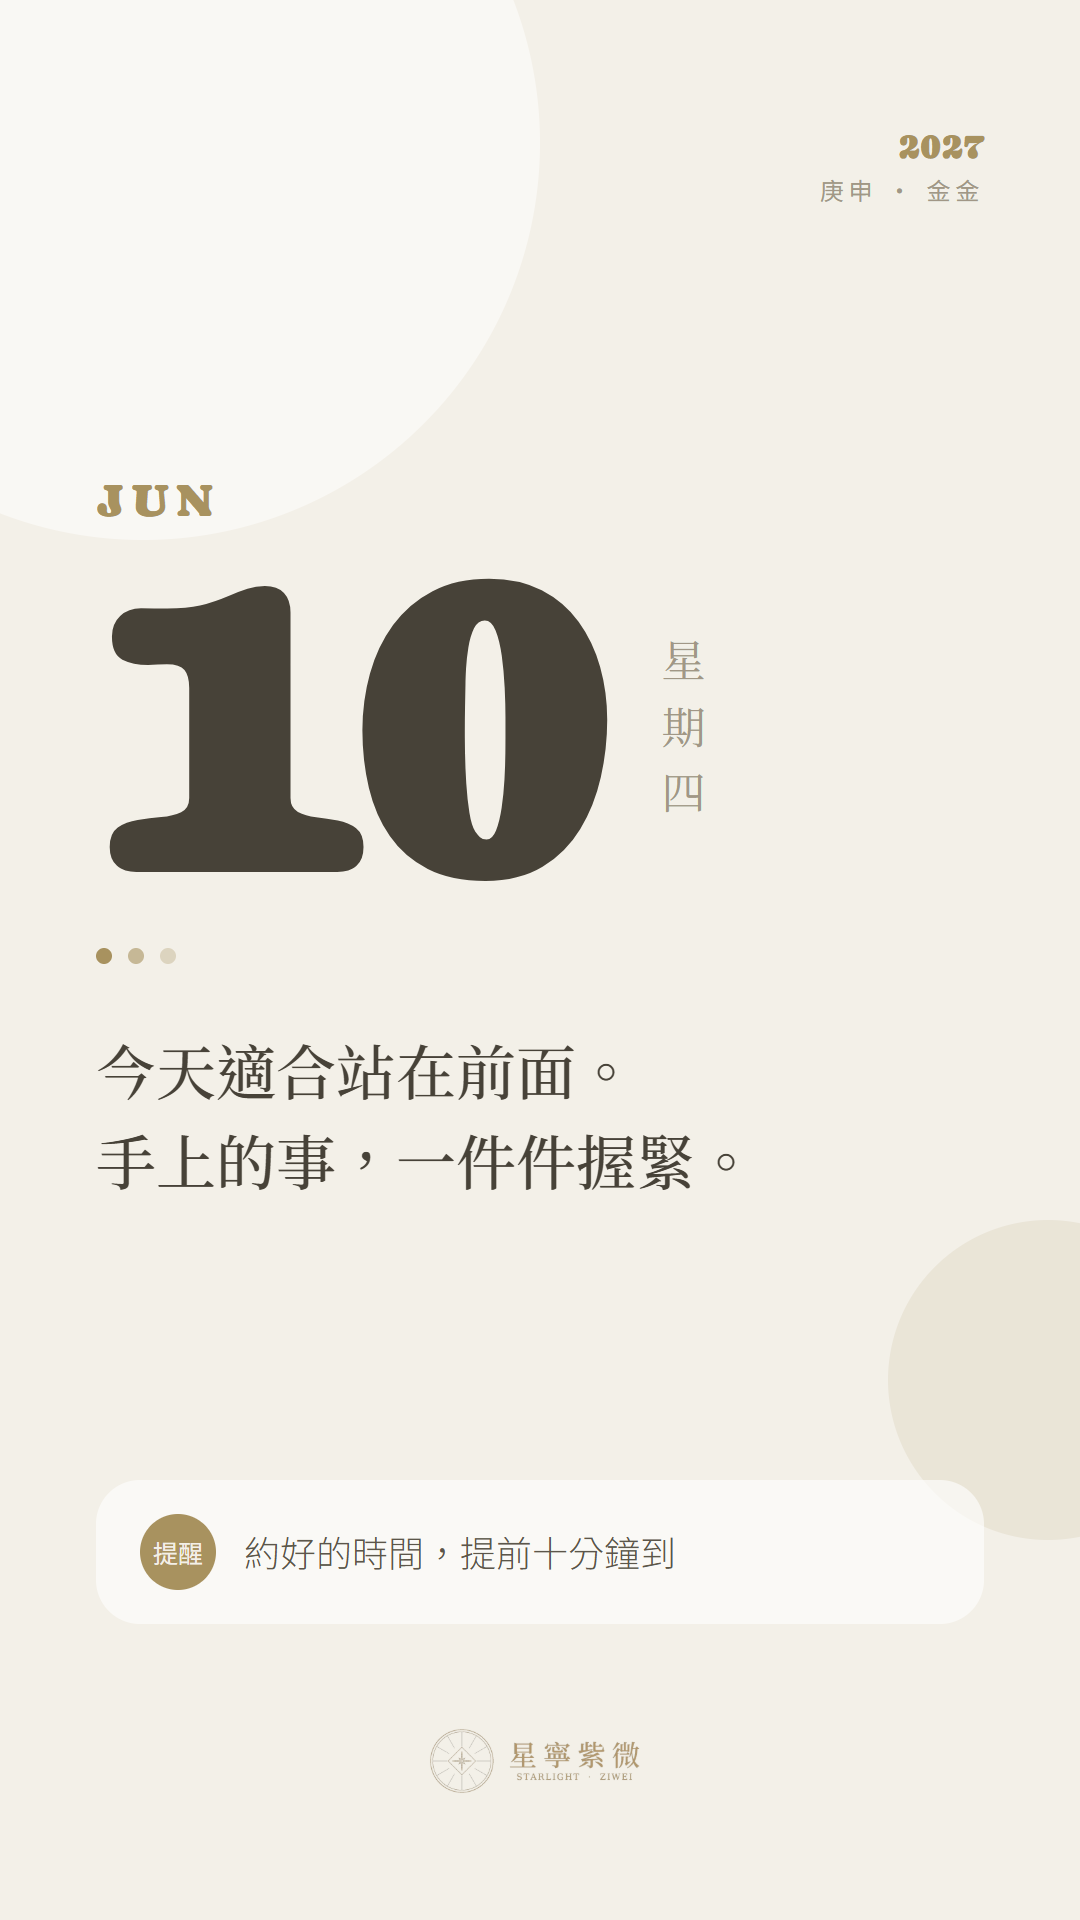 2027
庚申 · 金金
JUN
10
星期四
今天適合站在前面。
手上的事，一件件握緊。
提醒
約好的時間，提前十分鐘到
星寧紫微
STARLIGHT · ZIWEI